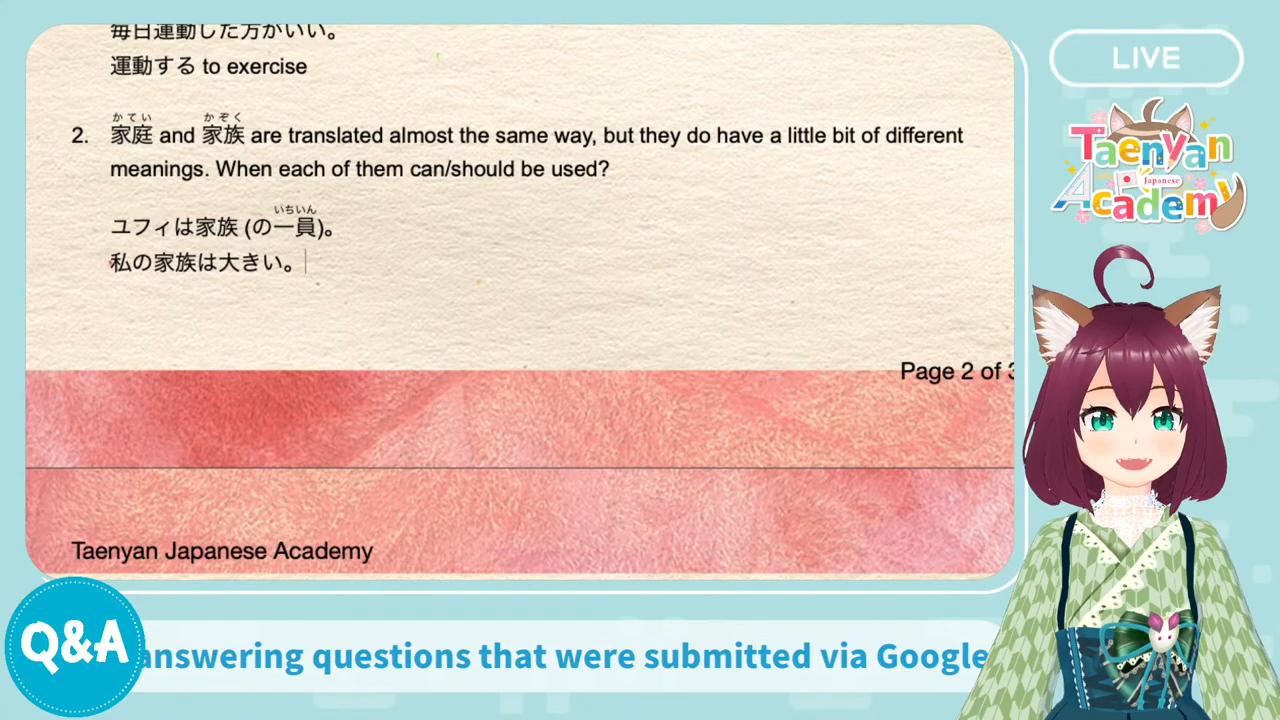 毎日運動した方がいい。
運動する to exercise
かてい かぞく
2. 家庭 and 家族 are translated almost the same way, but they do have a little bit of different
meanings. When each of them can/should be used?
いちいん
ユフィは家族 (の一員)。
私の家族は大きい。
Page 2 of 3
Taenyan Japanese Academy
LIVE
Taenyan
Japanese
Academy
Q&A
answering questions that were submitted via Google